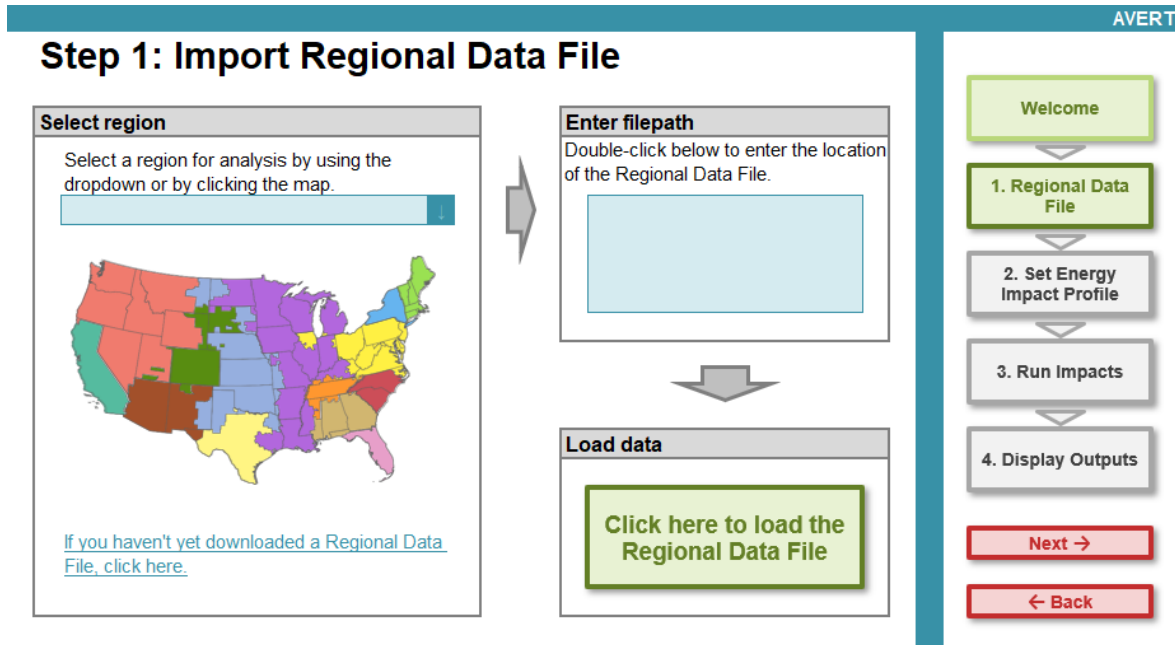 AVERT
Step 1: Import Regional Data File
Select region
Select a region for analysis by using the
dropdown or by clicking the map.
↓
If you haven't yet downloaded a Regional Data
File, click here.
Enter filepath
Double-click below to enter the location
of the Regional Data File.
Load data
Click here to load the
Regional Data File
Welcome
1. Regional Data
File
2. Set Energy
Impact Profile
3. Run Impacts
4. Display Outputs
Next →
← Back